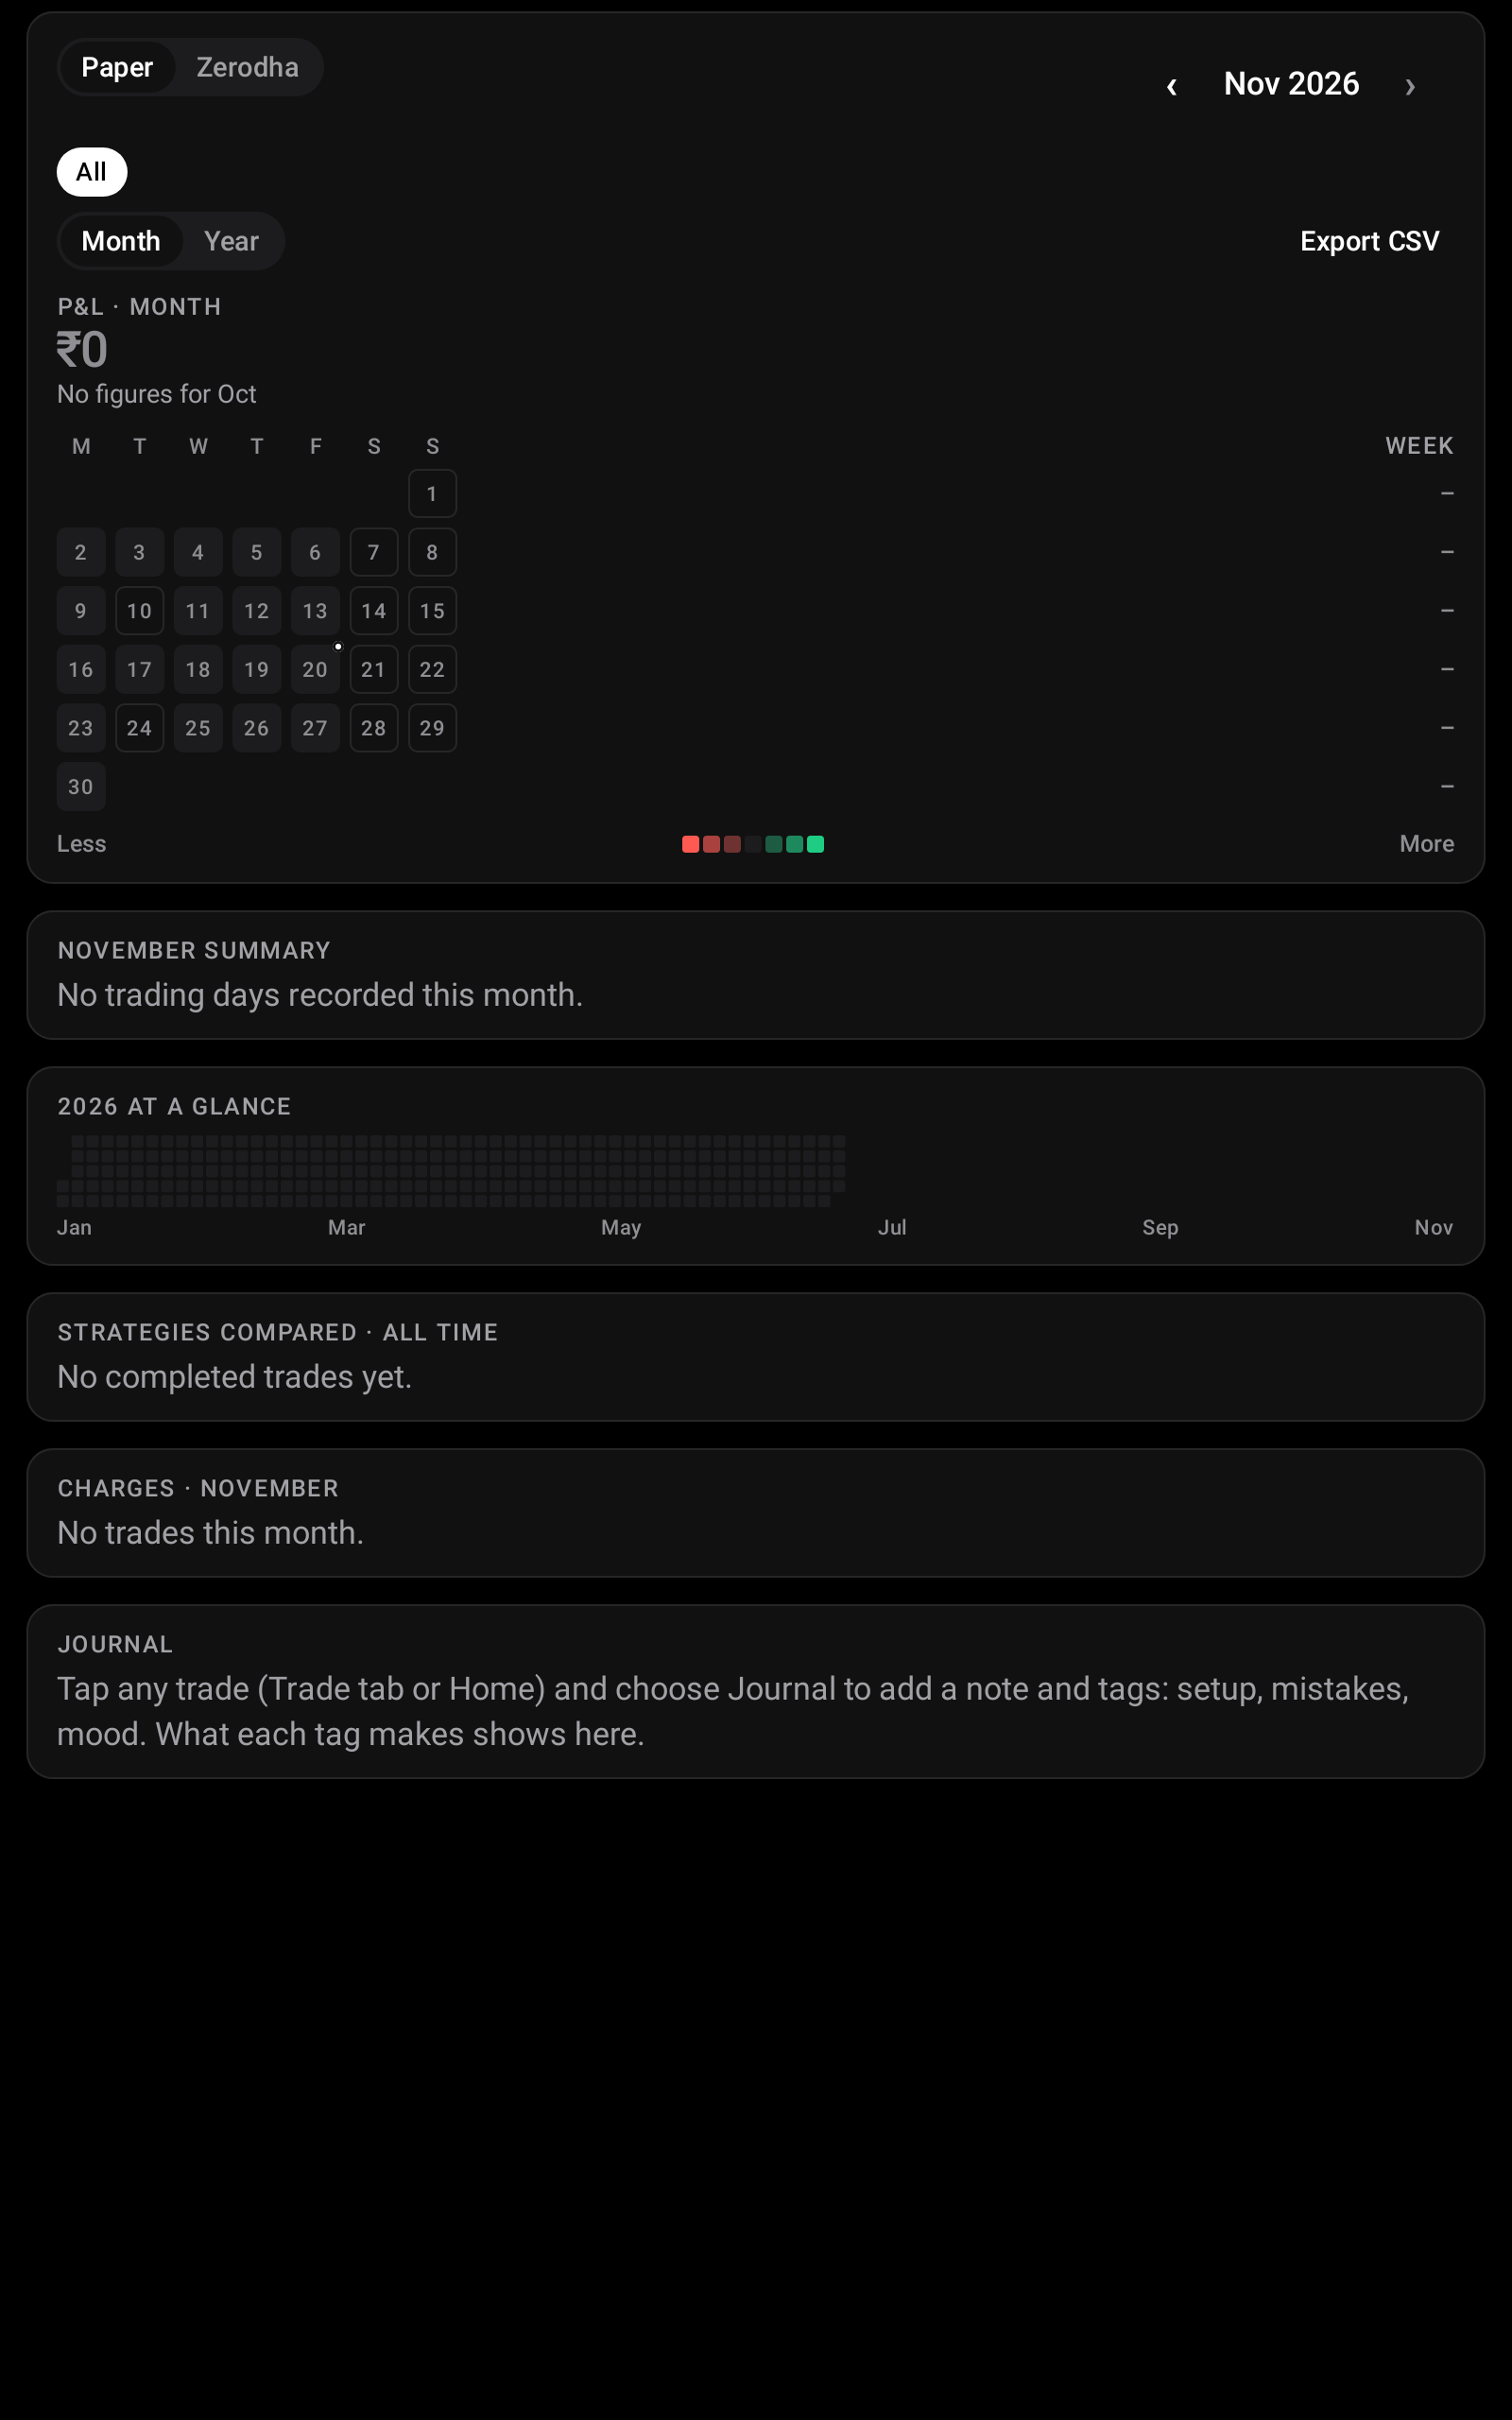 Paper Zerodha
‹ Nov 2026 ›
All
Month Year
Export CSV
P&L · MONTH
₹0
No figures for Oct
M T W T F S S WEEK
1 –
2 3 4 5 6 7 8 –
9 10 11 12 13 14 15 –
16 17 18 19 20 21 22 –
23 24 25 26 27 28 29 –
30 –
Less More
NOVEMBER SUMMARY
No trading days recorded this month.
2026 AT A GLANCE
Jan Mar May Jul Sep Nov
STRATEGIES COMPARED · ALL TIME
No completed trades yet.
CHARGES · NOVEMBER
No trades this month.
JOURNAL
Tap any trade (Trade tab or Home) and choose Journal to add a note and tags: setup, mistakes,
mood. What each tag makes shows here.